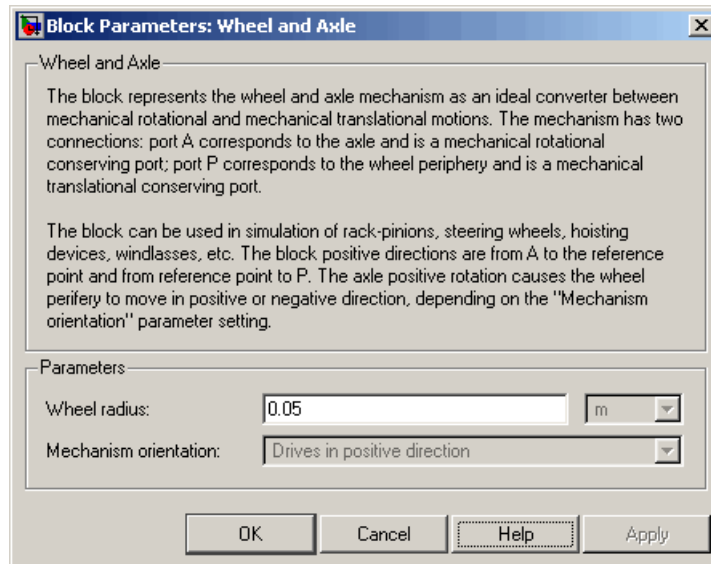 Block Parameters: Wheel and Axle
Wheel and Axle
The block represents the wheel and axle mechanism as an ideal converter between
mechanical rotational and mechanical translational motions. The mechanism has two
connections: port A corresponds to the axle and is a mechanical rotational
conserving port; port P corresponds to the wheel periphery and is a mechanical
translational conserving port.
The block can be used in simulation of rack-pinions, steering wheels, hoisting
devices, windlasses, etc. The block positive directions are from A to the reference
point and from reference point to P. The axle positive rotation causes the wheel
perifery to move in positive or negative direction, depending on the "Mechanism
orientation" parameter setting.
Parameters
Wheel radius: 0.05 m
Mechanism orientation: Drives in positive direction
OK Cancel Help Apply